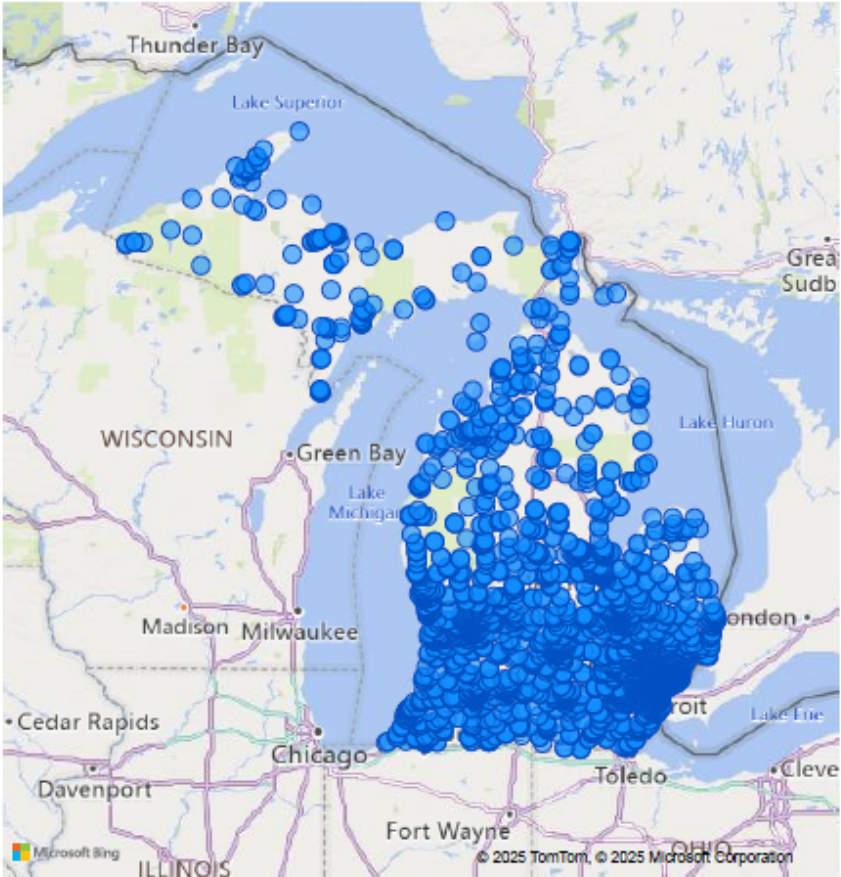 Thunder Bay
Lake Superior
Grea
Sudb
WISCONSIN
Green Bay
Lake Huron
Lake
Michigan
Madison
Milwaukee
ondon
Cedar Rapids
roit
Lake Erie
Chicago
Davenport
Toledo
Cleve
Fort Wayne
Microsoft Bing
© 2025 TomTom, © 2025 Microsoft Corporation
ILLINOIS
OHIO